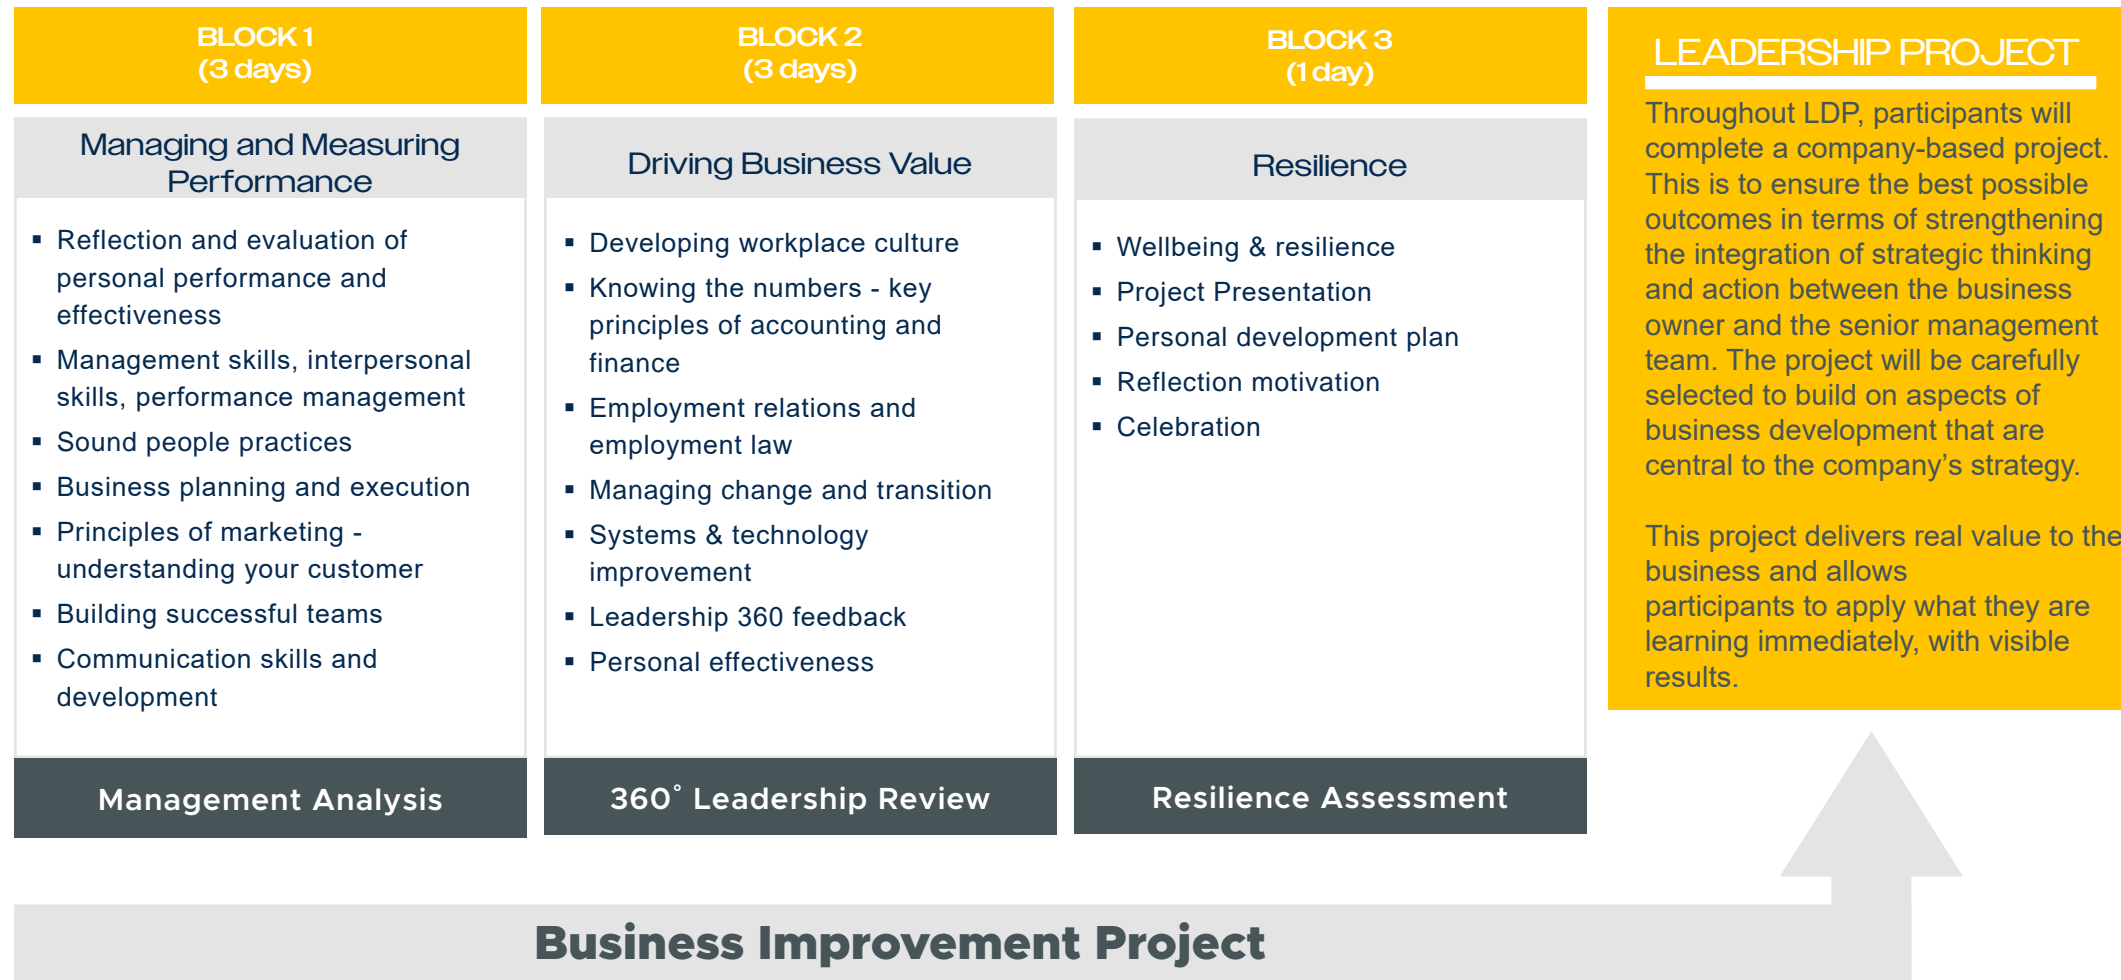 BLOCK 1
(3 days)
Managing and Measuring
Performance
▪ Reflection and evaluation of
personal performance and
effectiveness
▪ Management skills, interpersonal
skills, performance management
▪ Sound people practices
▪ Business planning and execution
▪ Principles of marketing -
understanding your customer
▪ Building successful teams
▪ Communication skills and
development
Management Analysis
BLOCK 2
(3 days)
Driving Business Value
▪ Developing workplace culture
▪ Knowing the numbers - key
principles of accounting and
finance
▪ Employment relations and
employment law
▪ Managing change and transition
▪ Systems & technology
improvement
▪ Leadership 360 feedback
▪ Personal effectiveness
360° Leadership Review
BLOCK 3
(1 day)
Resilience
▪ Wellbeing & resilience
▪ Project Presentation
▪ Personal development plan
▪ Reflection motivation
▪ Celebration
Resilience Assessment
LEADERSHIP PROJECT
Throughout LDP, participants will
complete a company-based project.
This is to ensure the best possible
outcomes in terms of strengthening
the integration of strategic thinking
and action between the business
owner and the senior management
team. The project will be carefully
selected to build on aspects of
business development that are
central to the company’s strategy.
This project delivers real value to the
business and allows
participants to apply what they are
learning immediately, with visible
results.
Business Improvement Project